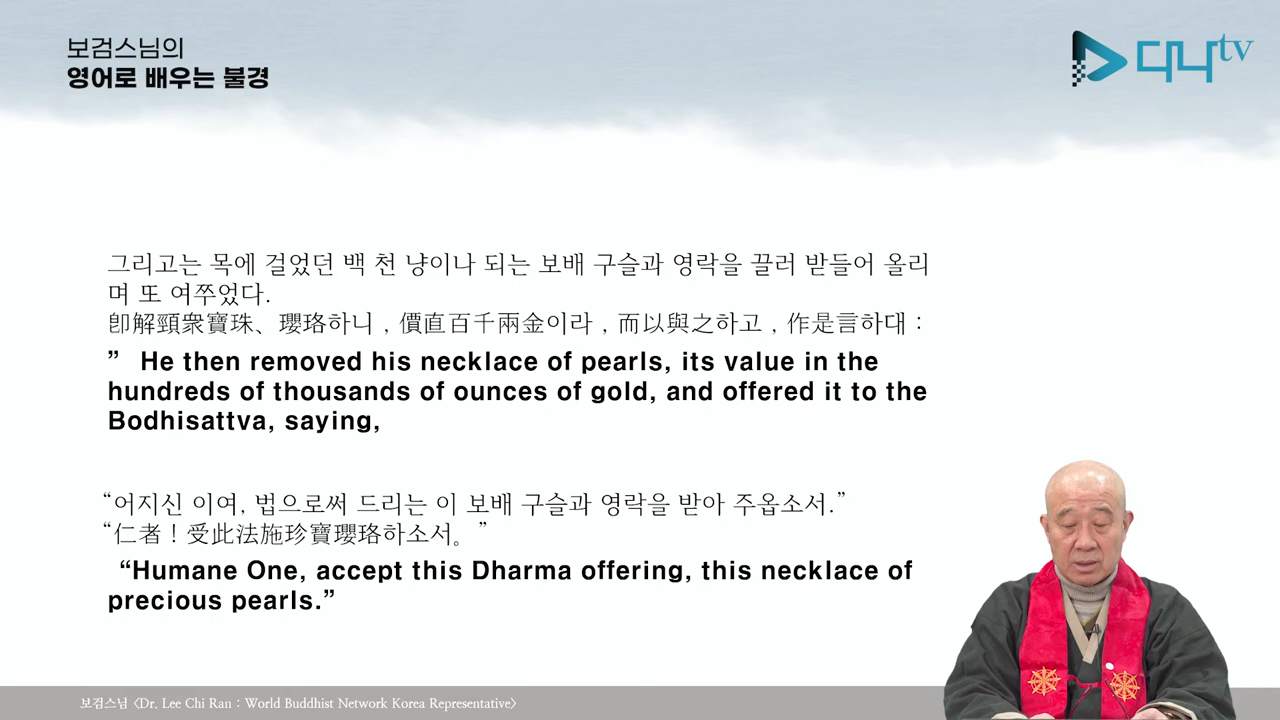 보검스님의
영어로 배우는 불경
다나tv
그리고는 목에 걸었던 백 천 냥이나 되는 보배 구슬과 영락을 끌러 받들어 올리
며 또 여쭈었다.
卽解頸衆寶珠、瓔珞하니 , 價直百千兩金이라 , 而以與之하고 , 作是言하대 :
” He then removed his necklace of pearls, its value in the
hundreds of thousands of ounces of gold, and offered it to the
Bodhisattva, saying,
“어지신 이여, 법으로써 드리는 이 보배 구슬과 영락을 받아 주옵소서.”
“仁者 ! 受此法施珍寶瓔珞하소서。”
“Humane One, accept this Dharma offering, this necklace of
precious pearls.”
보검스님 <Dr. Lee Chi Ran : World Buddhist Network Korea Representative>